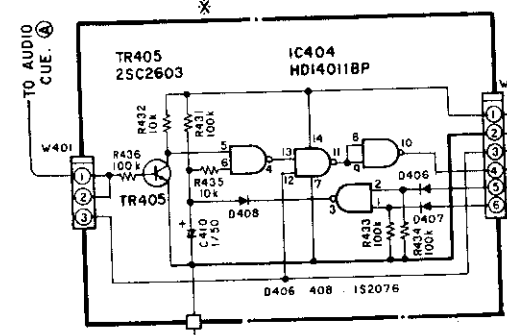 *
TO AUDIO
CUE. A
TR405
2SC2603
IC404
HD14011BP
R432
10k
R431
100k
W401
R436
100k
1
2
3
TR405
R435
10k
5
6
4
13
12
14
11
7
8
9
10
D408
3
2
1
D406
D407
R433
100k
R434
100k
+
C410
1/50
D406 408 . 1S2076
W
1
2
3
4
5
6